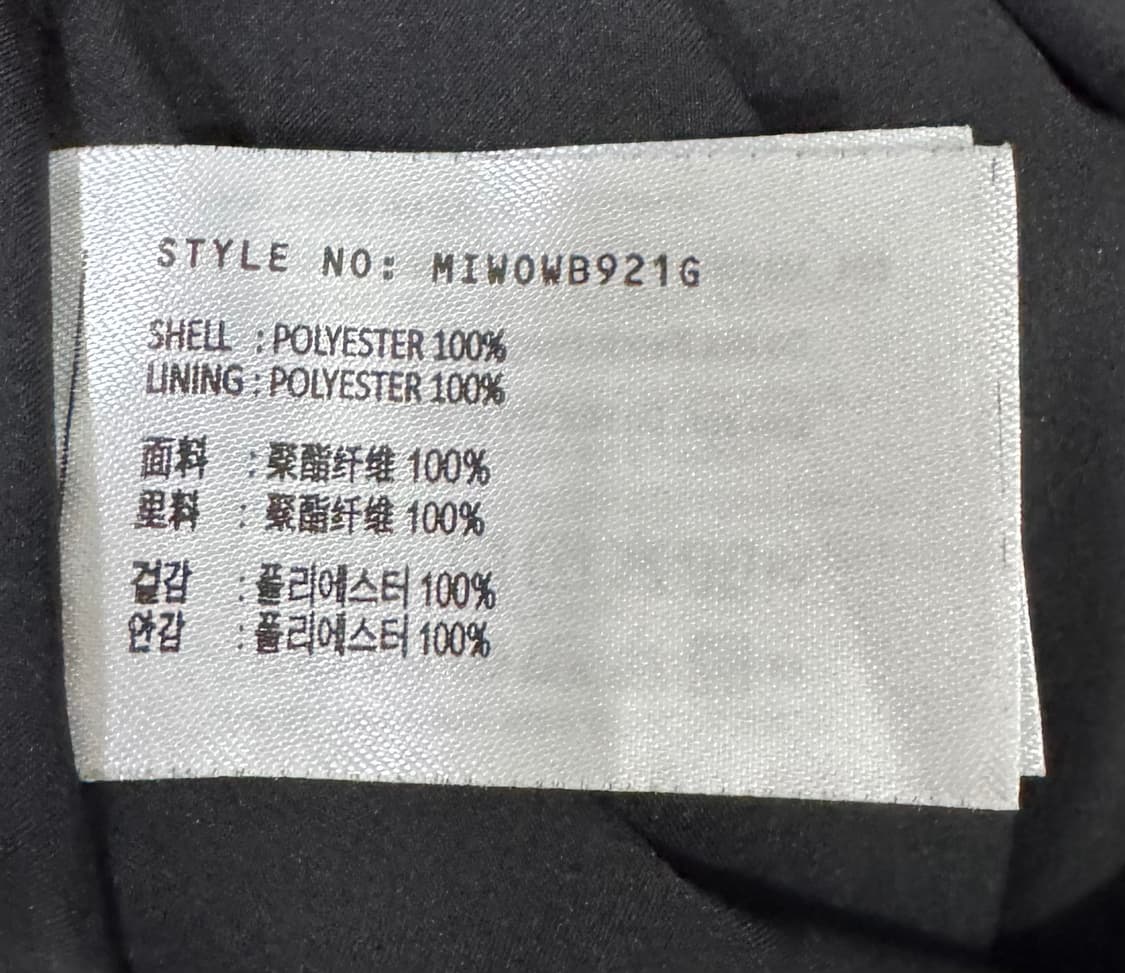 STYLE NO: MIWOWB921G
SHELL : POLYESTER 100%
LINING : POLYESTER 100%
面料 : 聚酯纤维 100%
里料 : 聚酯纤维 100%
겉감 : 폴리에스터 100%
안감 : 폴리에스터 100%